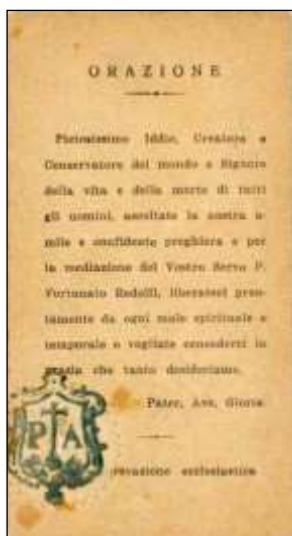 ORAZIONE
Pietosissimo Iddio, Creatore e
Conservatore del mondo e Signore
della vita e della morte di tutti
gli uomini, ascoltate la nostra u-
mile e confidente preghiera e per
la mediazione del Vostro Servo P.
Fortunato Redolfi, liberateci pron-
tamente da ogni male spirituale e
temporale e vogliate concederci la
grazia che tanto desideriamo.
Pater, Ave, Gloria.
P A
rovazione ecclesiastica